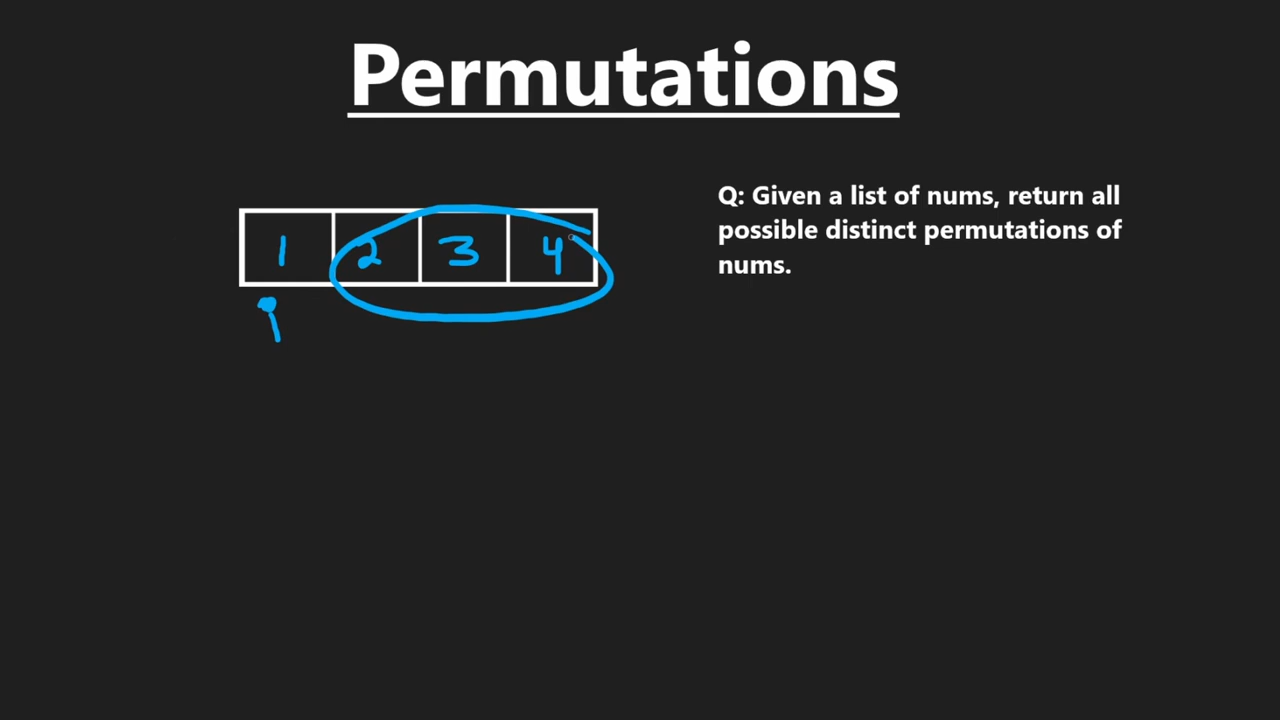 Permutations
1 2 3 4
Q: Given a list of nums, return all
possible distinct permutations of
nums.
i